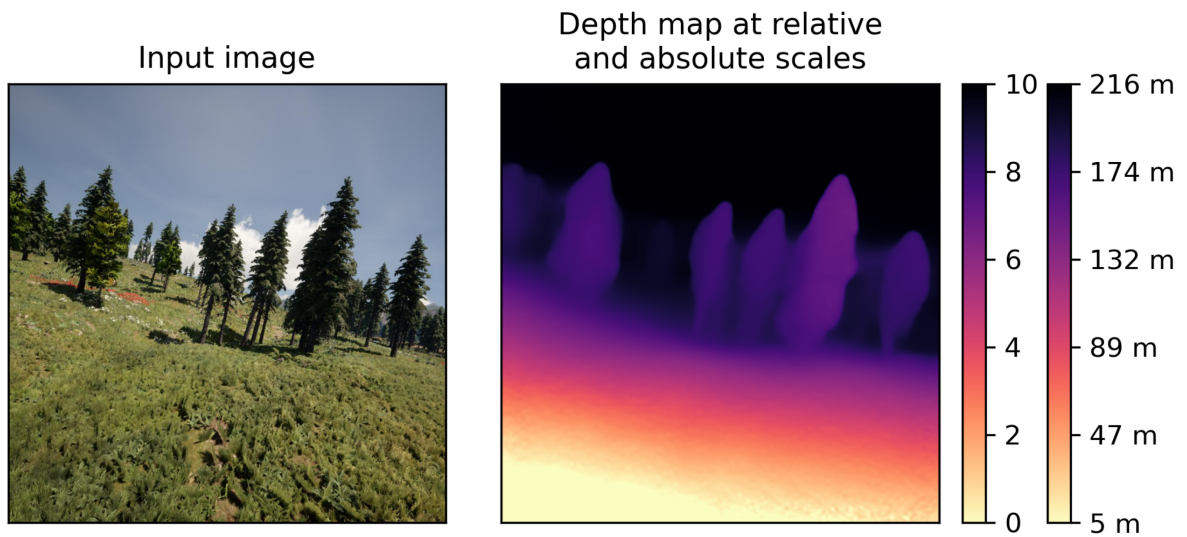 Input image
Depth map at relative
and absolute scales
10
8
6
4
2
0
216 m
174 m
132 m
89 m
47 m
5 m